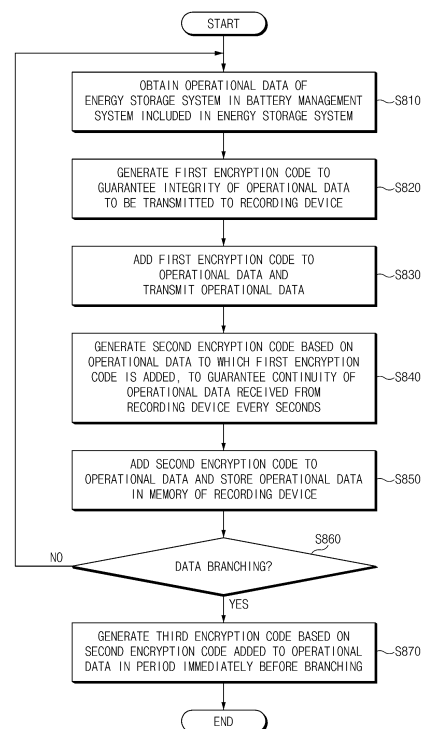 START
OBTAIN OPERATIONAL DATA OF
ENERGY STORAGE SYSTEM IN BATTERY MANAGEMENT
SYSTEM INCLUDED IN ENERGY STORAGE SYSTEM
S810
GENERATE FIRST ENCRYPTION CODE TO
GUARANTEE INTEGRITY OF OPERATIONAL DATA
TO BE TRANSMITTED TO RECORDING DEVICE
S820
ADD FIRST ENCRYPTION CODE TO
OPERATIONAL DATA AND
TRANSMIT OPERATIONAL DATA
S830
GENERATE SECOND ENCRYPTION CODE BASED ON
OPERATIONAL DATA TO WHICH FIRST ENCRYPTION
CODE IS ADDED, TO GUARANTEE CONTINUITY OF
OPERATIONAL DATA RECEIVED FROM
RECORDING DEVICE EVERY SECONDS
S840
ADD SECOND ENCRYPTION CODE TO
OPERATIONAL DATA AND STORE OPERATIONAL DATA
IN MEMORY OF RECORDING DEVICE
S850
S860
NO
DATA BRANCHING?
YES
GENERATE THIRD ENCRYPTION CODE BASED ON
SECOND ENCRYPTION CODE ADDED TO OPERATIONAL
DATA IN PERIOD IMMEDIATELY BEFORE BRANCHING
S870
END